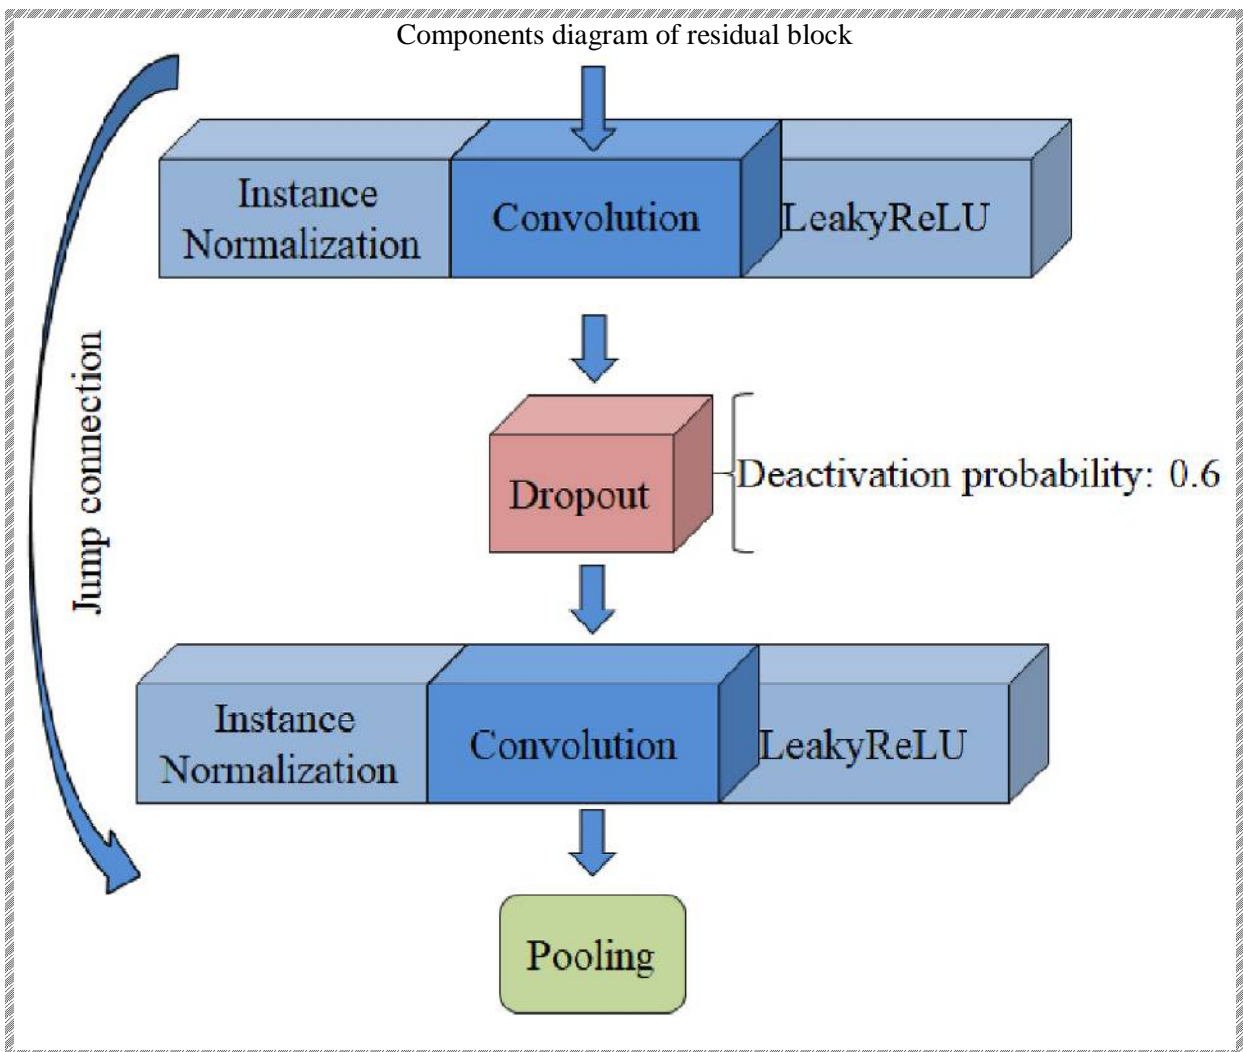 Components diagram of residual block
Instance
Normalization
Convolution
LeakyReLU
Jump connection
Dropout
Deactivation probability: 0.6
Instance
Normalization
Convolution
LeakyReLU
Pooling